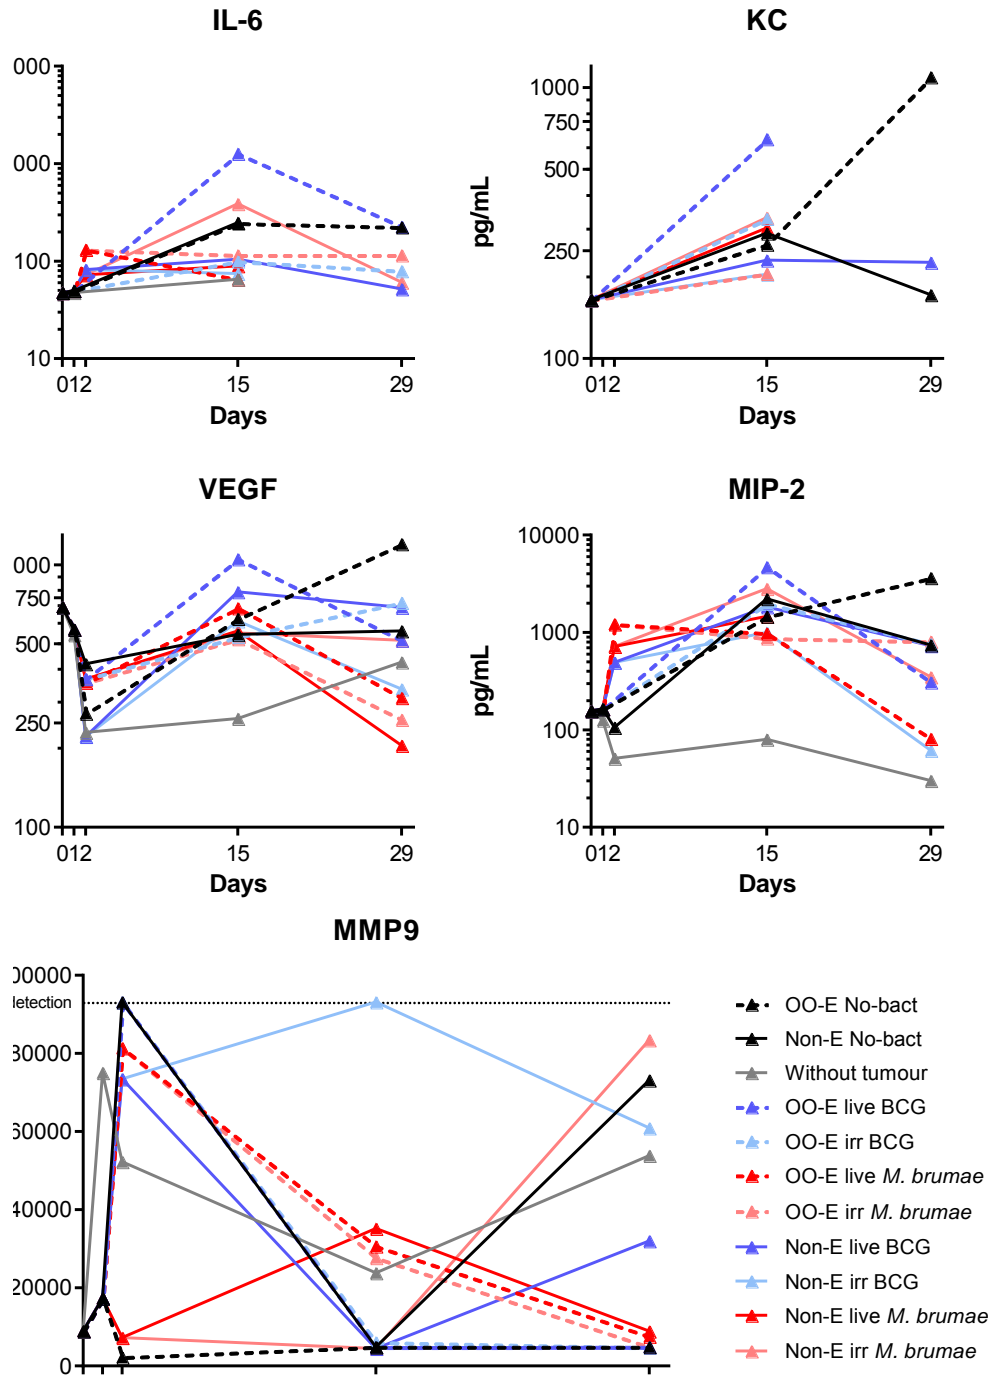 IL-6
KC
000
000
100
10
012
15
29
Days
pg/mL
1000
750
500
250
100
012
15
29
Days
VEGF
MIP-2
000
750
500
250
100
012
15
29
Days
pg/mL
10000
1000
100
10
012
15
29
Days
MMP9
00000
letection
80000
60000
40000
20000
0
OO-E No-bact
Non-E No-bact
Without tumour
OO-E live BCG
OO-E irr BCG
OO-E live M. brumae
OO-E irr M. brumae
Non-E live BCG
Non-E irr BCG
Non-E live M. brumae
Non-E irr M. brumae